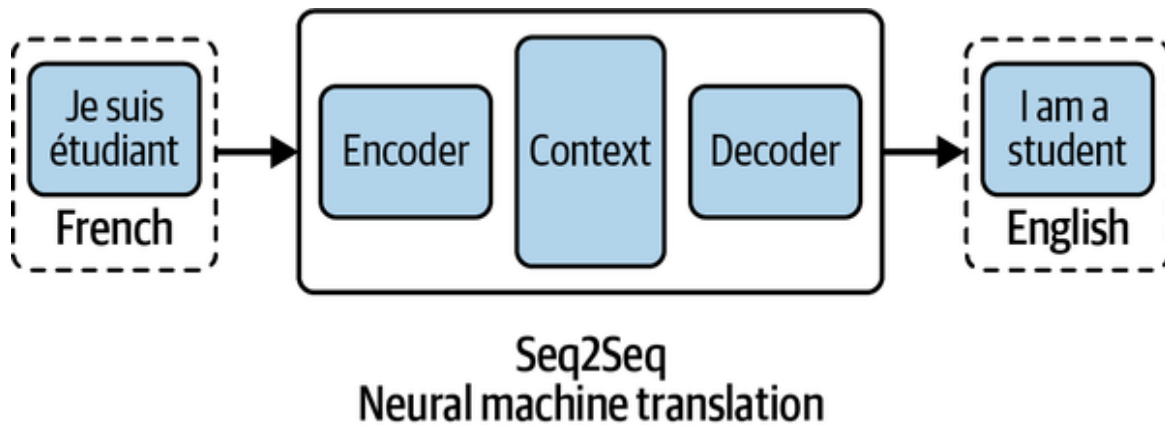 Je suis
étudiant
French
Encoder
Context
Decoder
I am a
student
English
Seq2Seq
Neural machine translation